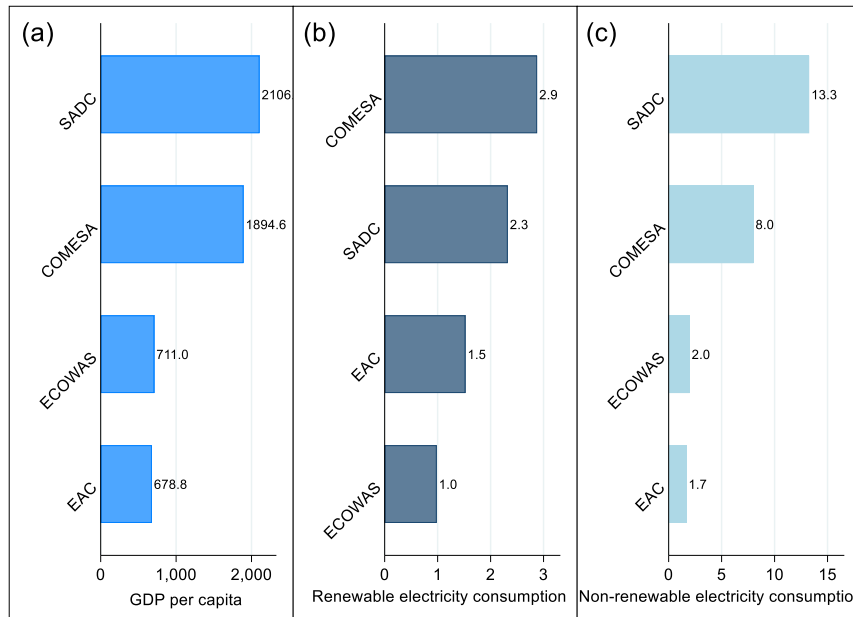 (a)
SADC
2106
COMESA
1894.6
ECOWAS
711.0
EAC
678.8
0 1,000 2,000
GDP per capita
(b)
COMESA
2.9
SADC
2.3
EAC
1.5
ECOWAS
1.0
0 1 2 3
Renewable electricity consumption
(c)
SADC
13.3
COMESA
8.0
ECOWAS
2.0
EAC
1.7
0 5 10 15
Non-renewable electricity consumptio